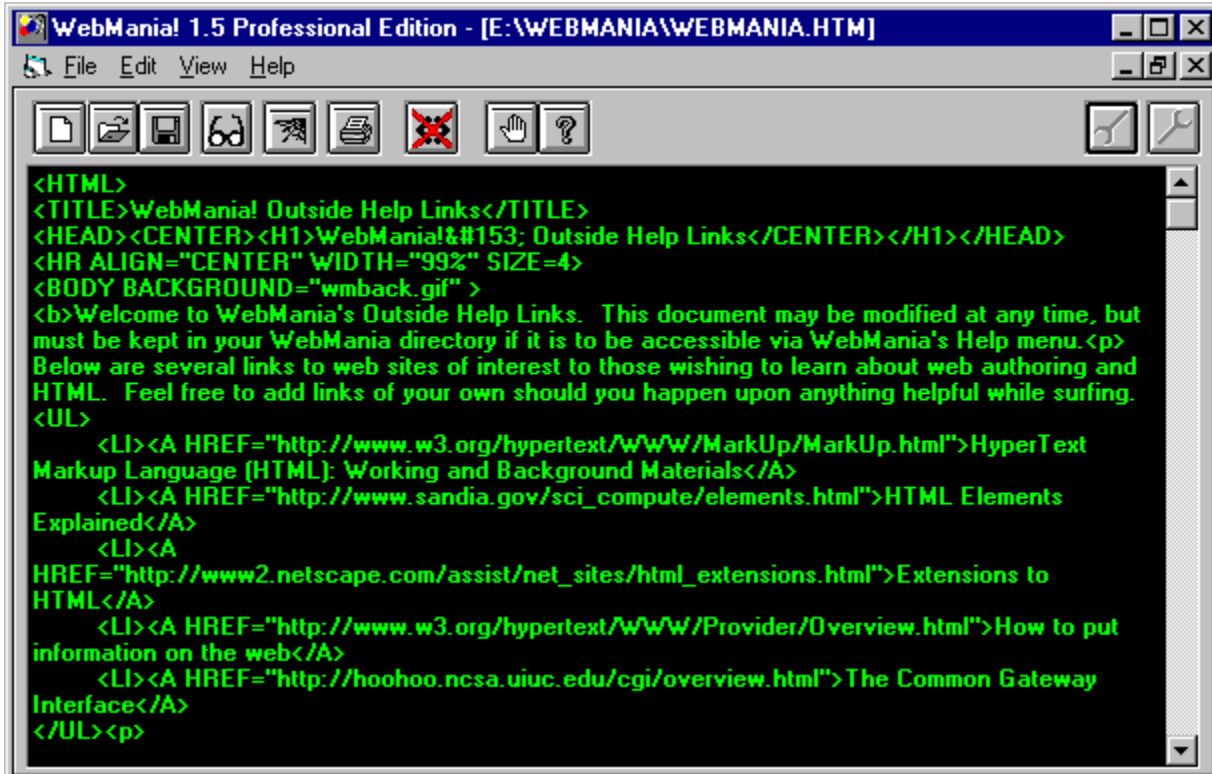 WebMania! 1.5 Professional Edition - [E:\WEBMANIA\WEBMANIA.HTM]
File Edit View Help
<HTML>
<TITLE>WebMania! Outside Help Links</TITLE>
<HEAD><CENTER><H1>WebMania!&#153; Outside Help Links</CENTER></H1></HEAD>
<HR ALIGN="CENTER" WIDTH="99%" SIZE=4>
<BODY BACKGROUND="wmback.gif" >
<b>Welcome to WebMania's Outside Help Links.  This document may be modified at any time, but
must be kept in your WebMania directory if it is to be accessible via WebMania's Help menu.<p>
Below are several links to web sites of interest to those wishing to learn about web authoring and
HTML.  Feel free to add links of your own should you happen upon anything helpful while surfing.
<UL>
<LI><A HREF="http://www.w3.org/hypertext/WWW/MarkUp/MarkUp.html">HyperText
Markup Language (HTML): Working and Background Materials</A>
<LI><A HREF="http://www.sandia.gov/sci_compute/elements.html">HTML Elements
Explained</A>
<LI><A
HREF="http://www2.netscape.com/assist/net_sites/html_extensions.html">Extensions to
HTML</A>
<LI><A HREF="http://www.w3.org/hypertext/WWW/Provider/Overview.html">How to put
information on the web</A>
<LI><A HREF="http://hoohoo.ncsa.uiuc.edu/cgi/overview.html">The Common Gateway
Interface</A>
</UL><p>